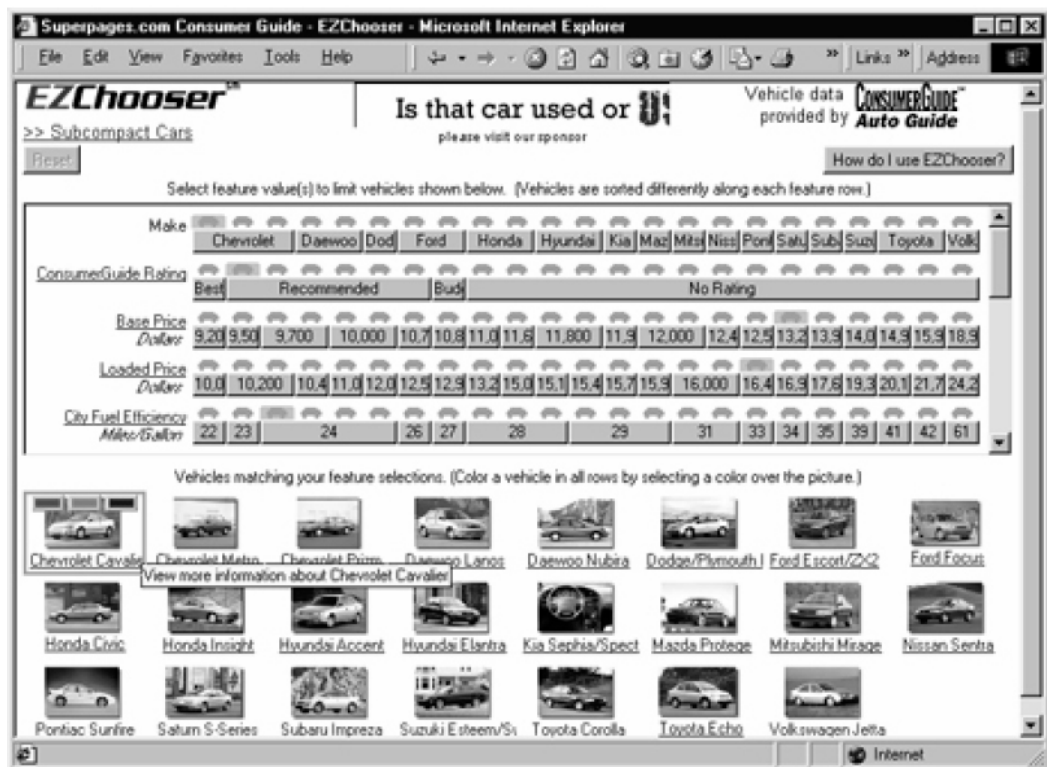 Superpages.com Consumer Guide - EZChooser - Microsoft Internet Explorer
File Edit View Favorites Tools Help » Links » Address
EZChooser
Is that car used or
please visit our sponsor
Vehicle data provided by CONSUMERGUIDE™ Auto Guide
>> Subcompact Cars
Reset
How do I use EZChooser?
Select feature value(s) to limit vehicles shown below. (Vehicles are sorted differently along each feature row.)
Make
Chevrolet Daewoo Dod Ford Honda Hyundai Kia Maz Mits Niss Pont Satu Suba Suzu Toyota Volk
ConsumerGuide Rating
Best Recommended Bud No Rating
Base Price
Dollars 9,20 9,50 9,700 10,000 10,7 10,8 11,0 11,6 11,800 11,9 12,000 12,4 12,5 13,2 13,9 14,0 14,9 15,9 18,9
Loaded Price
Dollars 10,0 10,200 10,4 11,0 12,0 12,5 12,9 13,2 15,0 15,1 15,4 15,7 15,9 16,000 16,4 16,9 17,6 19,3 20,1 21,7 24,2
City Fuel Efficiency
Miles/Gallon 22 23 24 26 27 28 29 31 33 34 35 39 41 42 61
Vehicles matching your feature selections. (Color a vehicle in all rows by selecting a color over the picture.)
Chevrolet Cavalie Chevrolet Metro Chevrolet Prizm Daewoo Lanos Daewoo Nubira Dodge/Plymouth Ford Escort/ZX2 Ford Focus
View more information about Chevrolet Cavalier
Honda Civic Honda Insight Hyundai Accent Hyundai Elantra Kia Sephia/Spect Mazda Protege Mitsubishi Mirage Nissan Sentra
Pontiac Sunfire Saturn S-Series Subaru Impreza Suzuki Esteem/S Toyota Corolla Toyota Echo Volkswagen Jetta
Internet